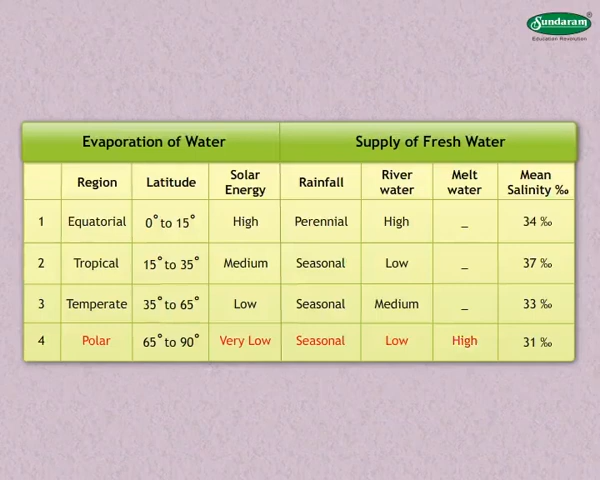 Sundaram®
Education Revolution
Evaporation of Water Supply of Fresh Water
Region Latitude Solar Energy Rainfall River water Melt water Mean Salinity ‰
1 Equatorial 0° to 15° High Perennial High _ 34 ‰
2 Tropical 15° to 35° Medium Seasonal Low _ 37 ‰
3 Temperate 35° to 65° Low Seasonal Medium _ 33 ‰
4 Polar 65° to 90° Very Low Seasonal Low High 31 ‰